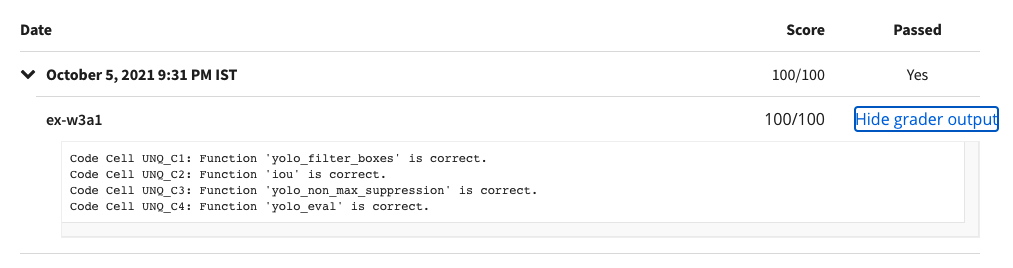 Date Score Passed
October 5, 2021 9:31 PM IST 100/100 Yes
ex-w3a1 100/100 Hide grader output
Code Cell UNQ_C1: Function 'yolo_filter_boxes' is correct.
Code Cell UNQ_C2: Function 'iou' is correct.
Code Cell UNQ_C3: Function 'yolo_non_max_suppression' is correct.
Code Cell UNQ_C4: Function 'yolo_eval' is correct.